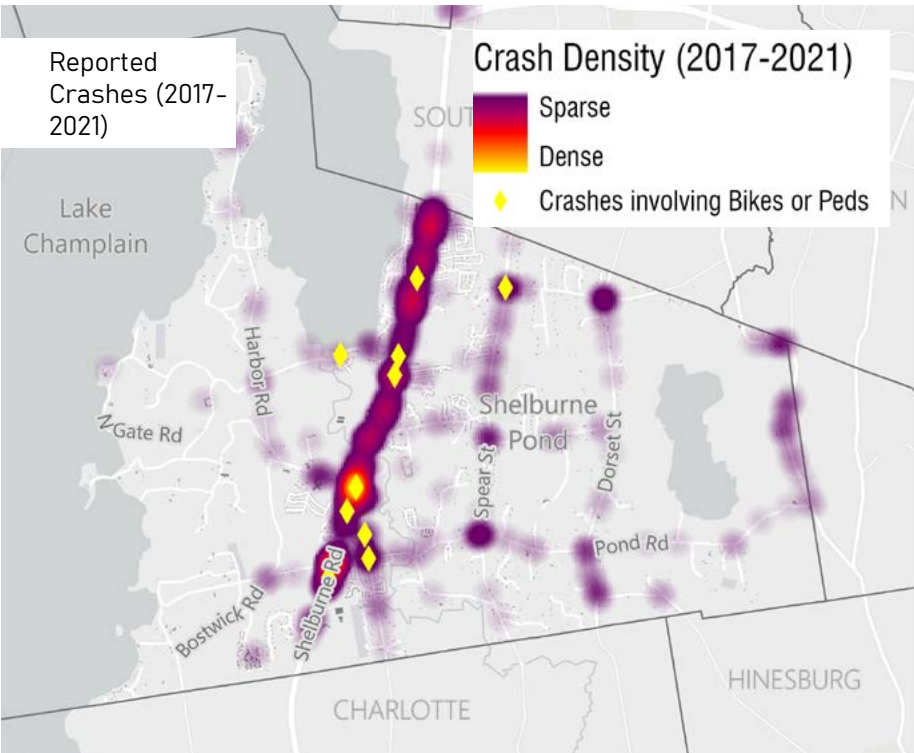 Reported
Crashes (2017-
2021)
Crash Density (2017-2021)
Sparse
Dense
Crashes involving Bikes or Peds
SOUT
N
Lake
Champlain
Harbor Rd
N Gate Rd
Shelburne
Pond
Spear St
Dorset St
Pond Rd
Bostwick Rd
Shelburne Rd
CHARLOTTE
HINESBURG